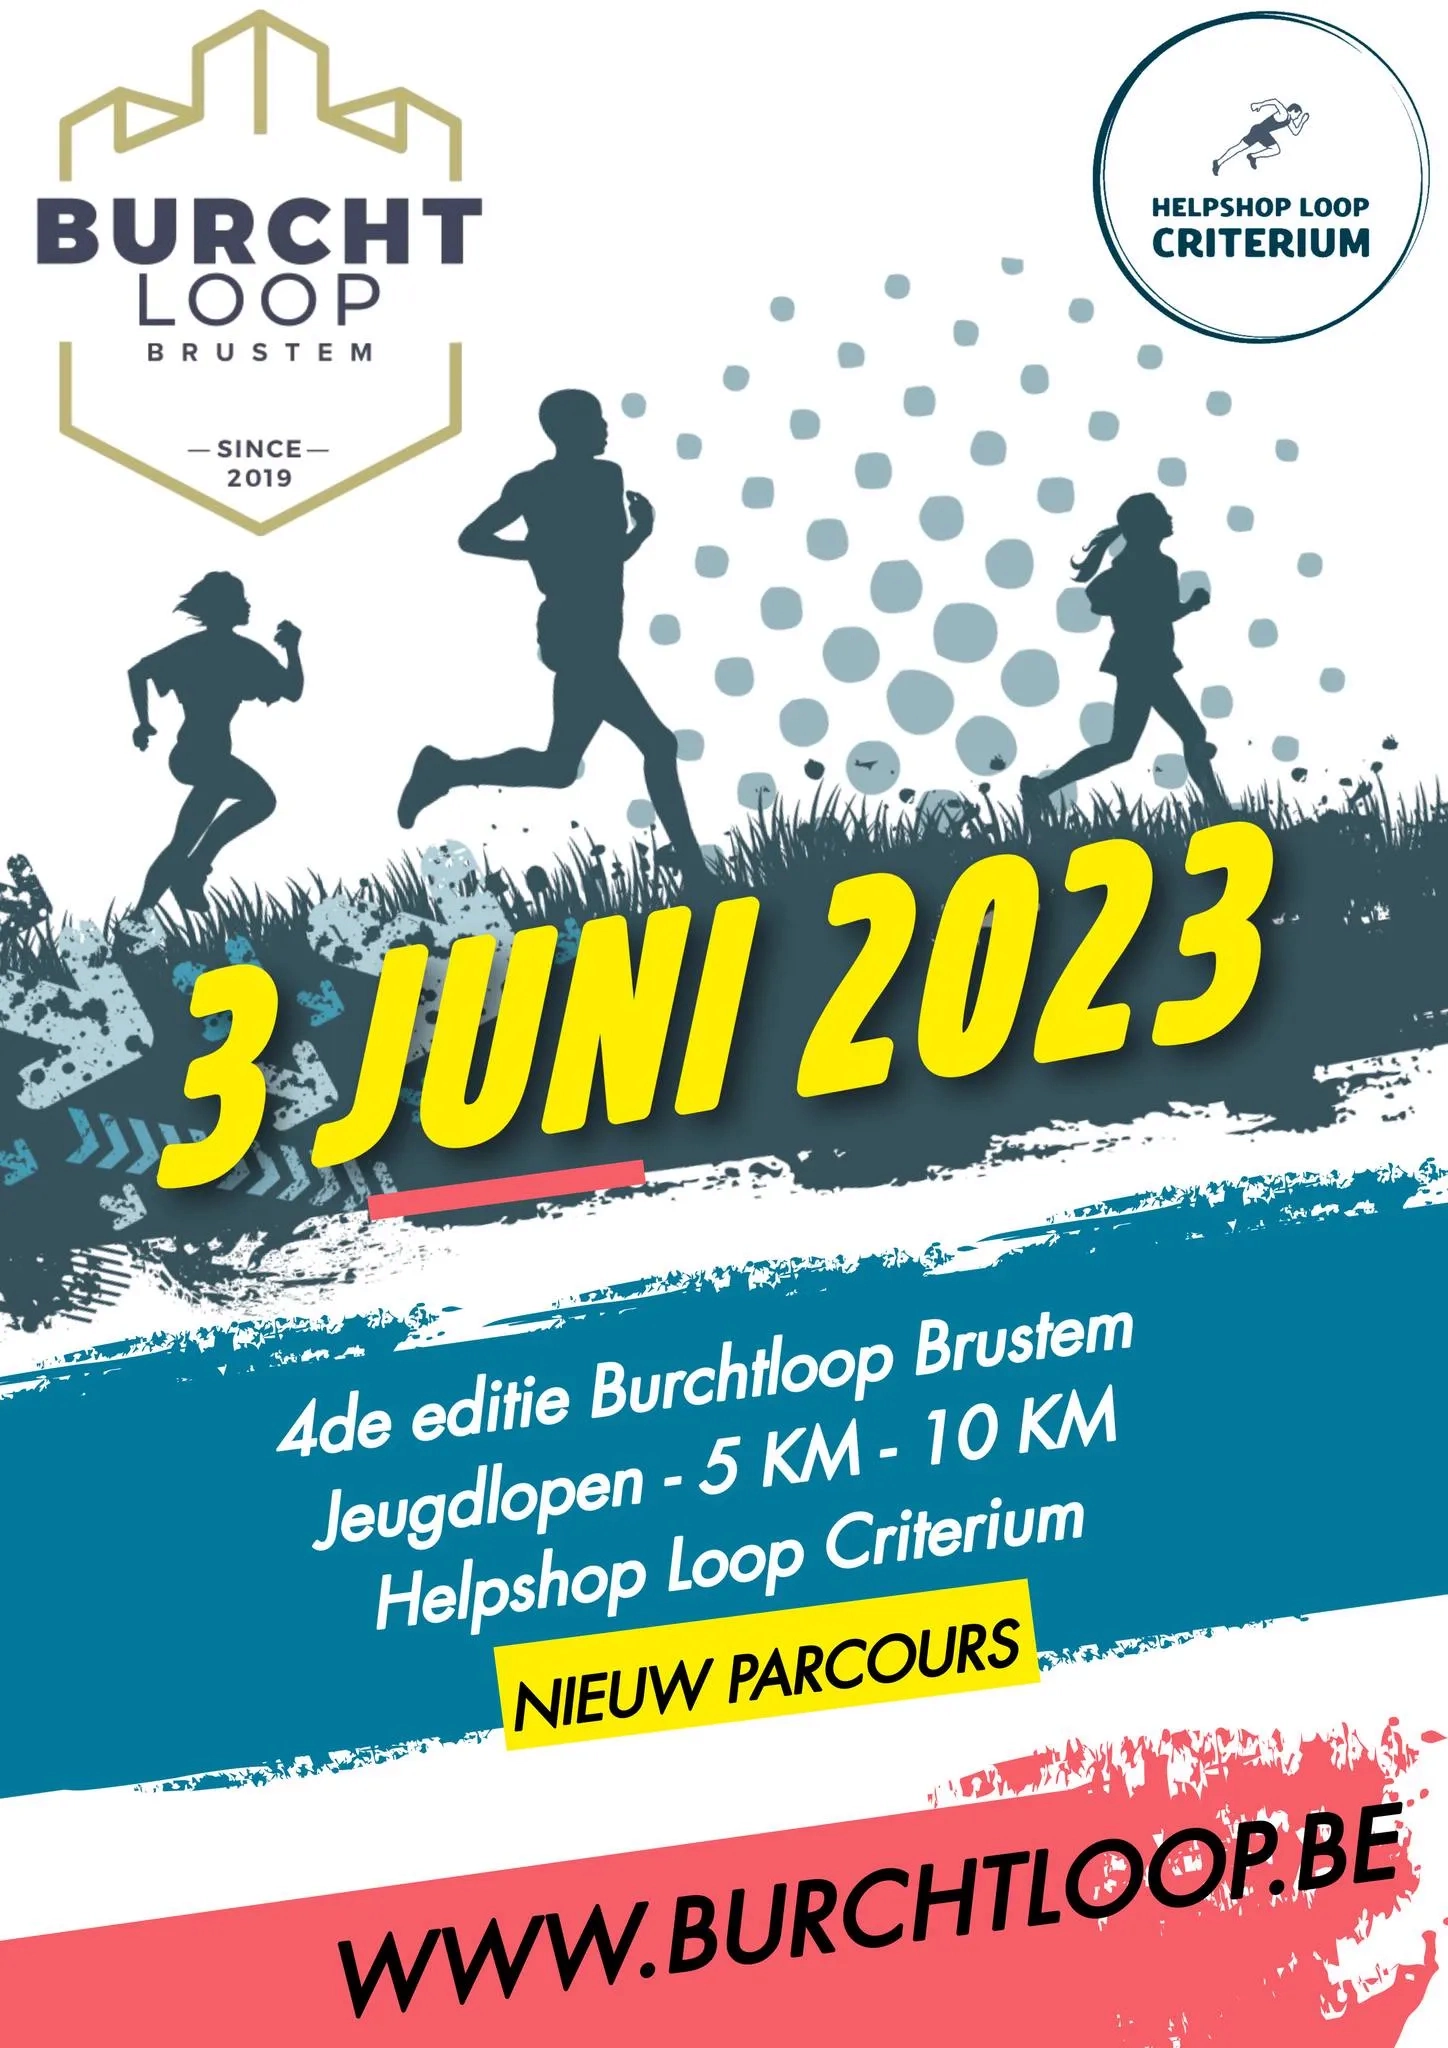 BURCHT
LOOP
BRUSTEM
—SINCE—
2019
HELPSHOP LOOP
CRITERIUM
3 JUNI 2023
4de editie Burchtloop Brustem
Jeugdlopen - 5 KM - 10 KM
Helpshop Loop Criterium
NIEUW PARCOURS
WWW.BURCHTLOOP.BE